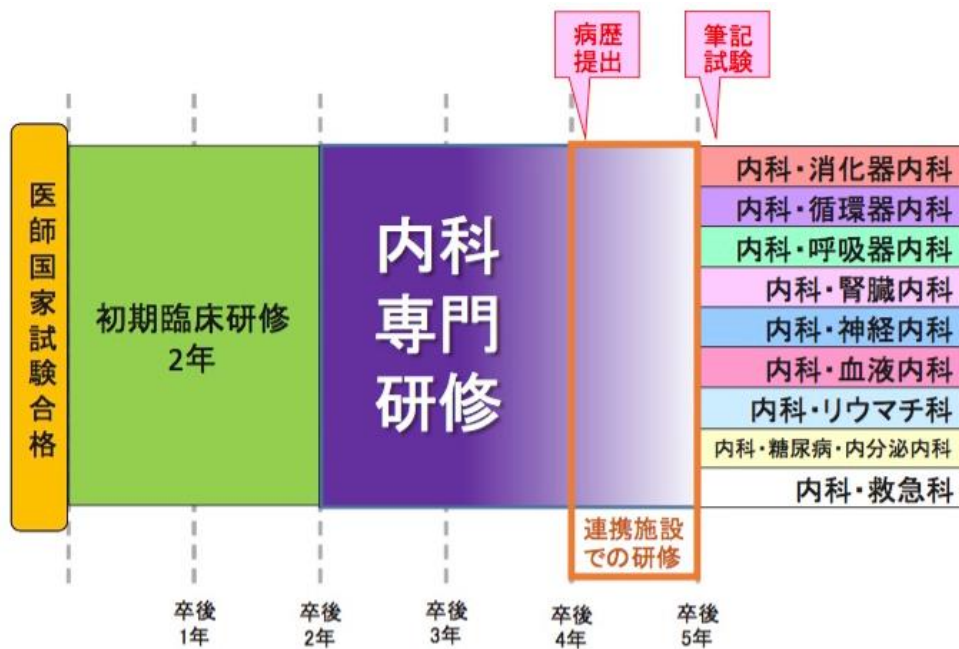 病歴
提出
筆記
試験
医師国家試験合格
初期臨床研修
2年
内科
専門
研修
内科・消化器内科
内科・循環器内科
内科・呼吸器内科
内科・腎臓内科
内科・神経内科
内科・血液内科
内科・リウマチ科
内科・糖尿病・内分泌内科
内科・救急科
連携施設
での研修
卒後
1年
卒後
2年
卒後
3年
卒後
4年
卒後
5年